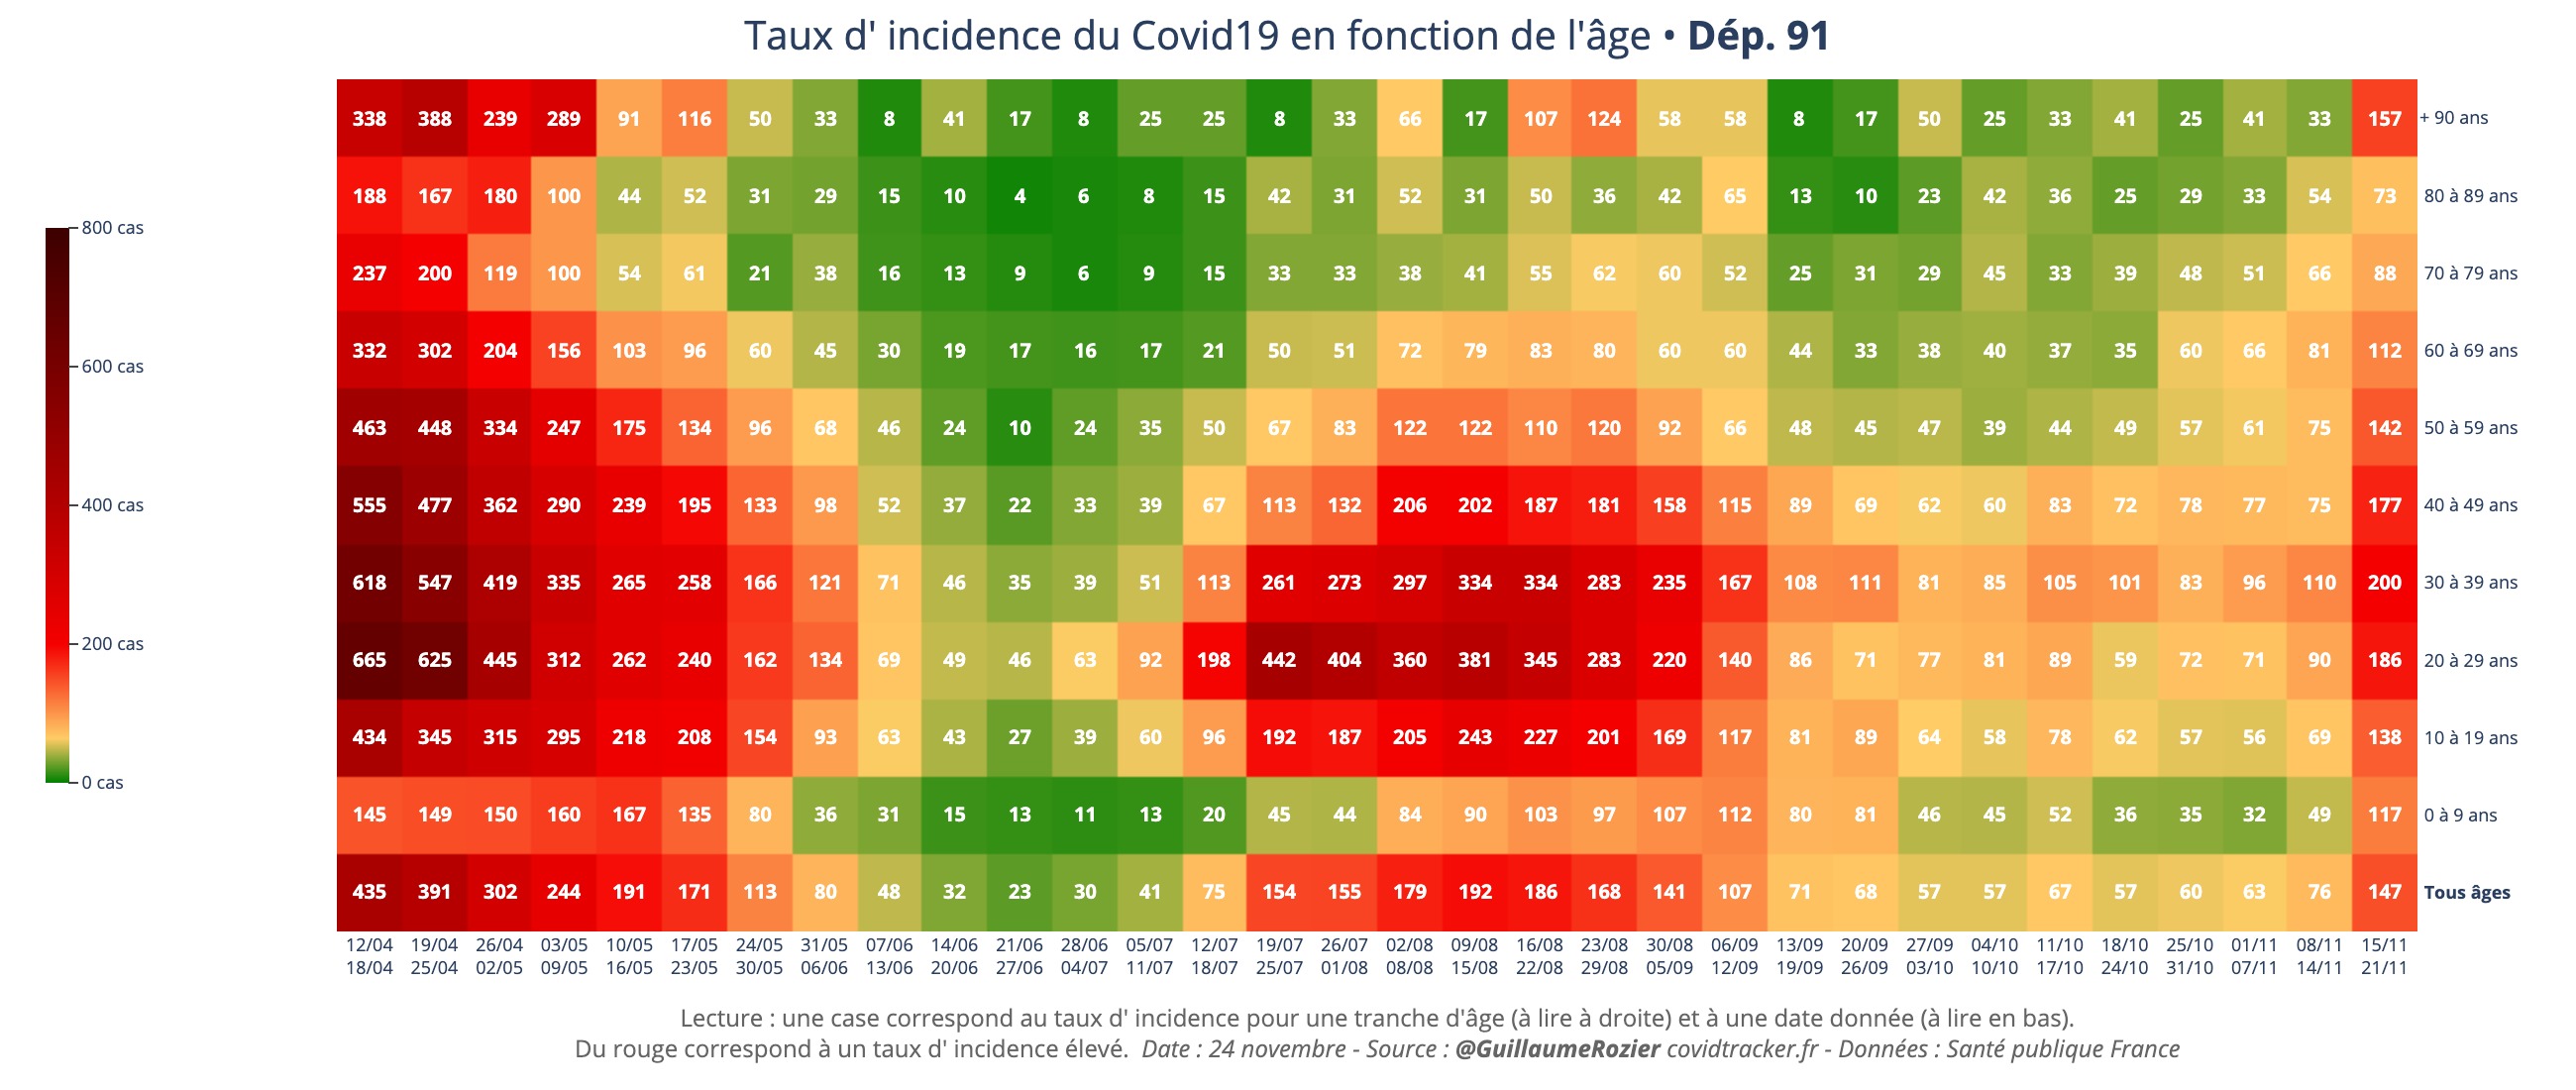 Taux d' incidence du Covid19 en fonction de l'âge • Dép. 91
800 cas
600 cas
400 cas
200 cas
0 cas
338 388 239 289 91 116 50 33 8 41 17 8 25 25 8 33 66 17 107 124 58 58 8 17 50 25 33 41 25 41 33 157 + 90 ans
188 167 180 100 44 52 31 29 15 10 4 6 8 15 42 31 52 31 50 36 42 65 13 10 23 42 36 25 29 33 54 73 80 à 89 ans
237 200 119 100 54 61 21 38 16 13 9 6 9 15 33 33 38 41 55 62 60 52 25 31 29 45 33 39 48 51 66 88 70 à 79 ans
332 302 204 156 103 96 60 45 30 19 17 16 17 21 50 51 72 79 83 80 60 60 44 33 38 40 37 35 60 66 81 112 60 à 69 ans
463 448 334 247 175 134 96 68 46 24 10 24 35 50 67 83 122 122 110 120 92 66 48 45 47 39 44 49 57 61 75 142 50 à 59 ans
555 477 362 290 239 195 133 98 52 37 22 33 39 67 113 132 206 202 187 181 158 115 89 69 62 60 83 72 78 77 75 177 40 à 49 ans
618 547 419 335 265 258 166 121 71 46 35 39 51 113 261 273 297 334 334 283 235 167 108 111 81 85 105 101 83 96 110 200 30 à 39 ans
665 625 445 312 262 240 162 134 69 49 46 63 92 198 442 404 360 381 345 283 220 140 86 71 77 81 89 59 72 71 90 186 20 à 29 ans
434 345 315 295 218 208 154 93 63 43 27 39 60 96 192 187 205 243 227 201 169 117 81 89 64 58 78 62 57 56 69 138 10 à 19 ans
145 149 150 160 167 135 80 36 31 15 13 11 13 20 45 44 84 90 103 97 107 112 80 81 46 45 52 36 35 32 49 117 0 à 9 ans
435 391 302 244 191 171 113 80 48 32 23 30 41 75 154 155 179 192 186 168 141 107 71 68 57 57 67 57 60 63 76 147 Tous âges
12/04 19/04 26/04 03/05 10/05 17/05 24/05 31/05 07/06 14/06 21/06 28/06 05/07 12/07 19/07 26/07 02/08 09/08 16/08 23/08 30/08 06/09 13/09 20/09 27/09 04/10 11/10 18/10 25/10 01/11 08/11 15/11
18/04 25/04 02/05 09/05 16/05 23/05 30/05 06/06 13/06 20/06 27/06 04/07 11/07 18/07 25/07 01/08 08/08 15/08 22/08 29/08 05/09 12/09 19/09 26/09 03/10 10/10 17/10 24/10 31/10 07/11 14/11 21/11
Lecture : une case correspond au taux d' incidence pour une tranche d'âge (à lire à droite) et à une date donnée (à lire en bas).
Du rouge correspond à un taux d' incidence élevé. Date : 24 novembre - Source : @GuillaumeRozier covidtracker.fr - Données : Santé publique France